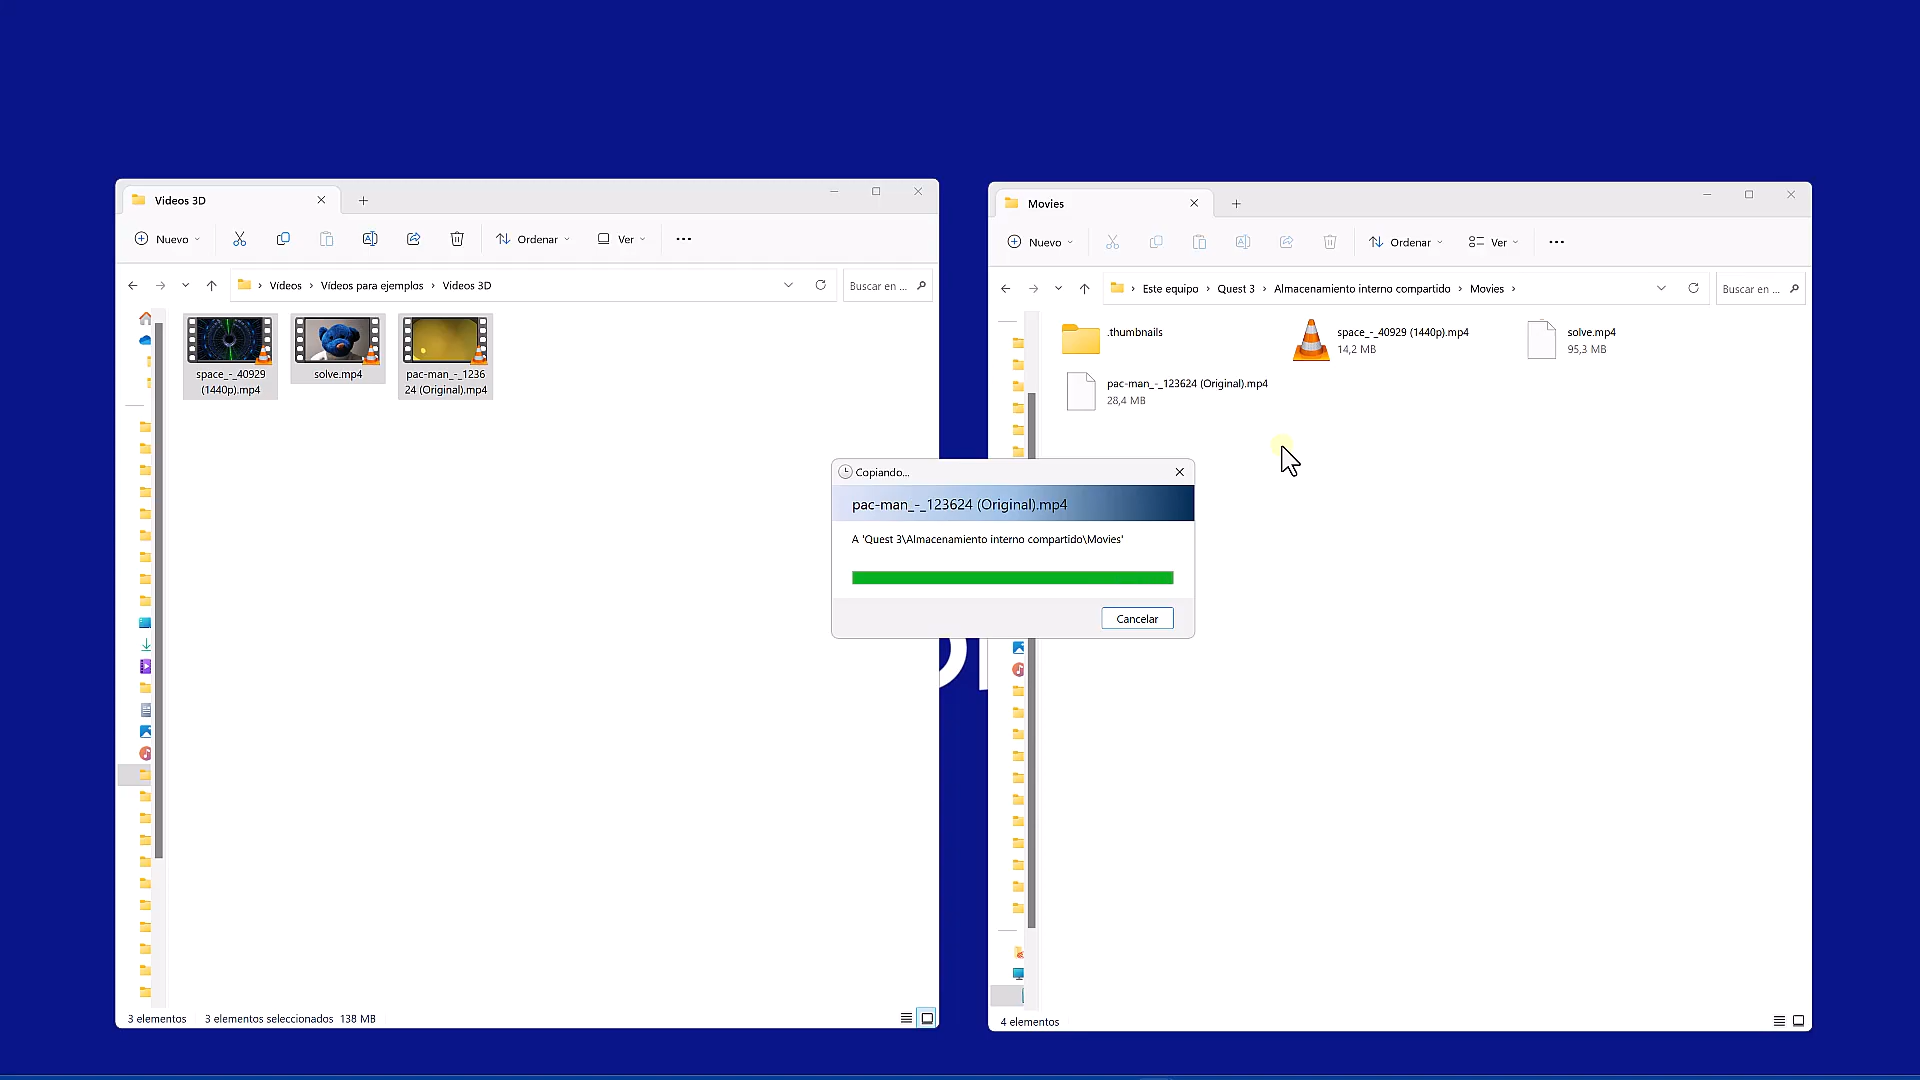 Videos 3D
Nuevo
Ordenar
Ver
Vídeos
Vídeos para ejemplos
Videos 3D
Buscar en ...
space_-_40929
(1440p).mp4
solve.mp4
pac-man_-_1236
24 (Original).mp4
3 elementos
3 elementos seleccionados 138 MB
Movies
Nuevo
Ordenar
Ver
Este equipo
Quest 3
Almacenamiento interno compartido
Movies
Buscar en ...
.thumbnails
space_-_40929 (1440p).mp4
14,2 MB
solve.mp4
95,3 MB
pac-man_-_123624 (Original).mp4
28,4 MB
4 elementos
Copiando...
pac-man_-_123624 (Original).mp4
A 'Quest 3\Almacenamiento interno compartido\Movies'
Cancelar